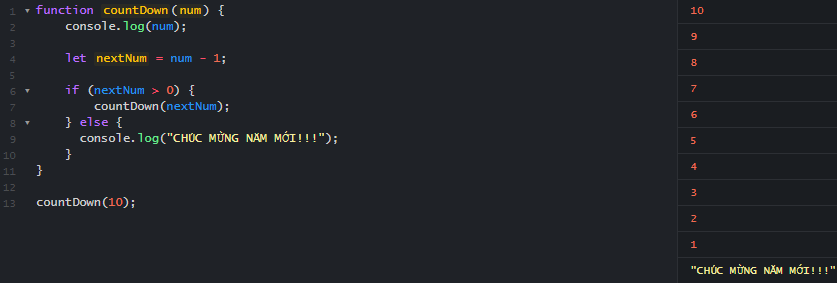 1 function countDown(num) {
2 console.log(num);
3
4 let nextNum = num - 1;
5
6 if (nextNum > 0) {
7 countDown(nextNum);
8 } else {
9 console.log("CHÚC MỪNG NĂM MỚI!!!");
10 }
11 }
12
13 countDown(10);
10
9
8
7
6
5
4
3
2
1
"CHÚC MỪNG NĂM MỚI!!!"